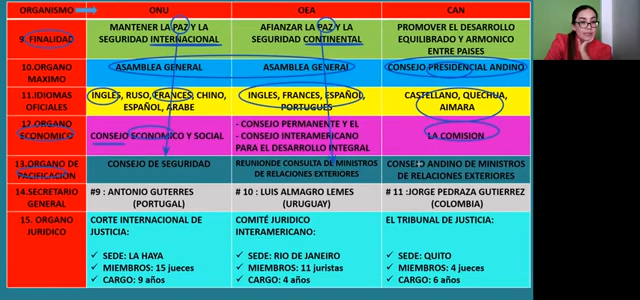 ORGANISMO ONU OEA CAN
9. FINALIDAD
MANTENER LA PAZ Y LA
SEGURIDAD INTERNACIONAL
AFIANZAR LA PAZ Y LA
SEGURIDAD CONTINENTAL
PROMOVER EL DESARROLLO
EQUILIBRADO Y ARMONICO
ENTRE PAISES
10.ORGANO
MAXIMO
ASAMBLEA GENERAL
ASAMBLEA GENERAL
CONSEJO PRESIDENCIAL ANDINO
11.IDIOMAS
OFICIALES
INGLES, RUSO, FRANCES, CHINO,
ESPAÑOL, ARABE
INGLES, FRANCES, ESPAÑOL,
PORTUGUES
CASTELLANO, QUECHUA,
AIMARA
12.ORGANO
ECONOMICO
CONSEJO ECONOMICO Y SOCIAL
- CONSEJO PERMANENTE Y EL
- CONSEJO INTERAMERICANO
PARA EL DESARROLLO INTEGRAL
LA COMISION
13.ORGANO DE
PACIFICACION
CONSEJO DE SEGURIDAD
REUNIONDE CONSULTA DE MINISTROS
DE RELACIONES EXTERIORES
CONSEJO ANDINO DE MINISTROS
DE RELACIONES EXTERIORES
14.SECRETARIO
GENERAL
#9 : ANTONIO GUTERRES
(PORTUGAL)
# 10 : LUIS ALMAGRO LEMES
(URUGUAY)
# 11 :JORGE PEDRAZA GUTIERREZ
(COLOMBIA)
15. ORGANO
JURIDICO
CORTE INTERNACIONAL DE
JUSTICIA:
✓ SEDE: LA HAYA
✓ MIEMBROS: 15 jueces
✓ CARGO: 9 años
COMITÉ JURIDICO
INTERAMERICANO:
✓ SEDE: RIO DE JANEIRO
✓ MIEMBROS: 11 juristas
✓ CARGO: 4 años
EL TRIBUNAL DE JUSTICIA:
✓ SEDE: QUITO
✓ MIEMBROS: 4 jueces
✓ CARGO: 6 años